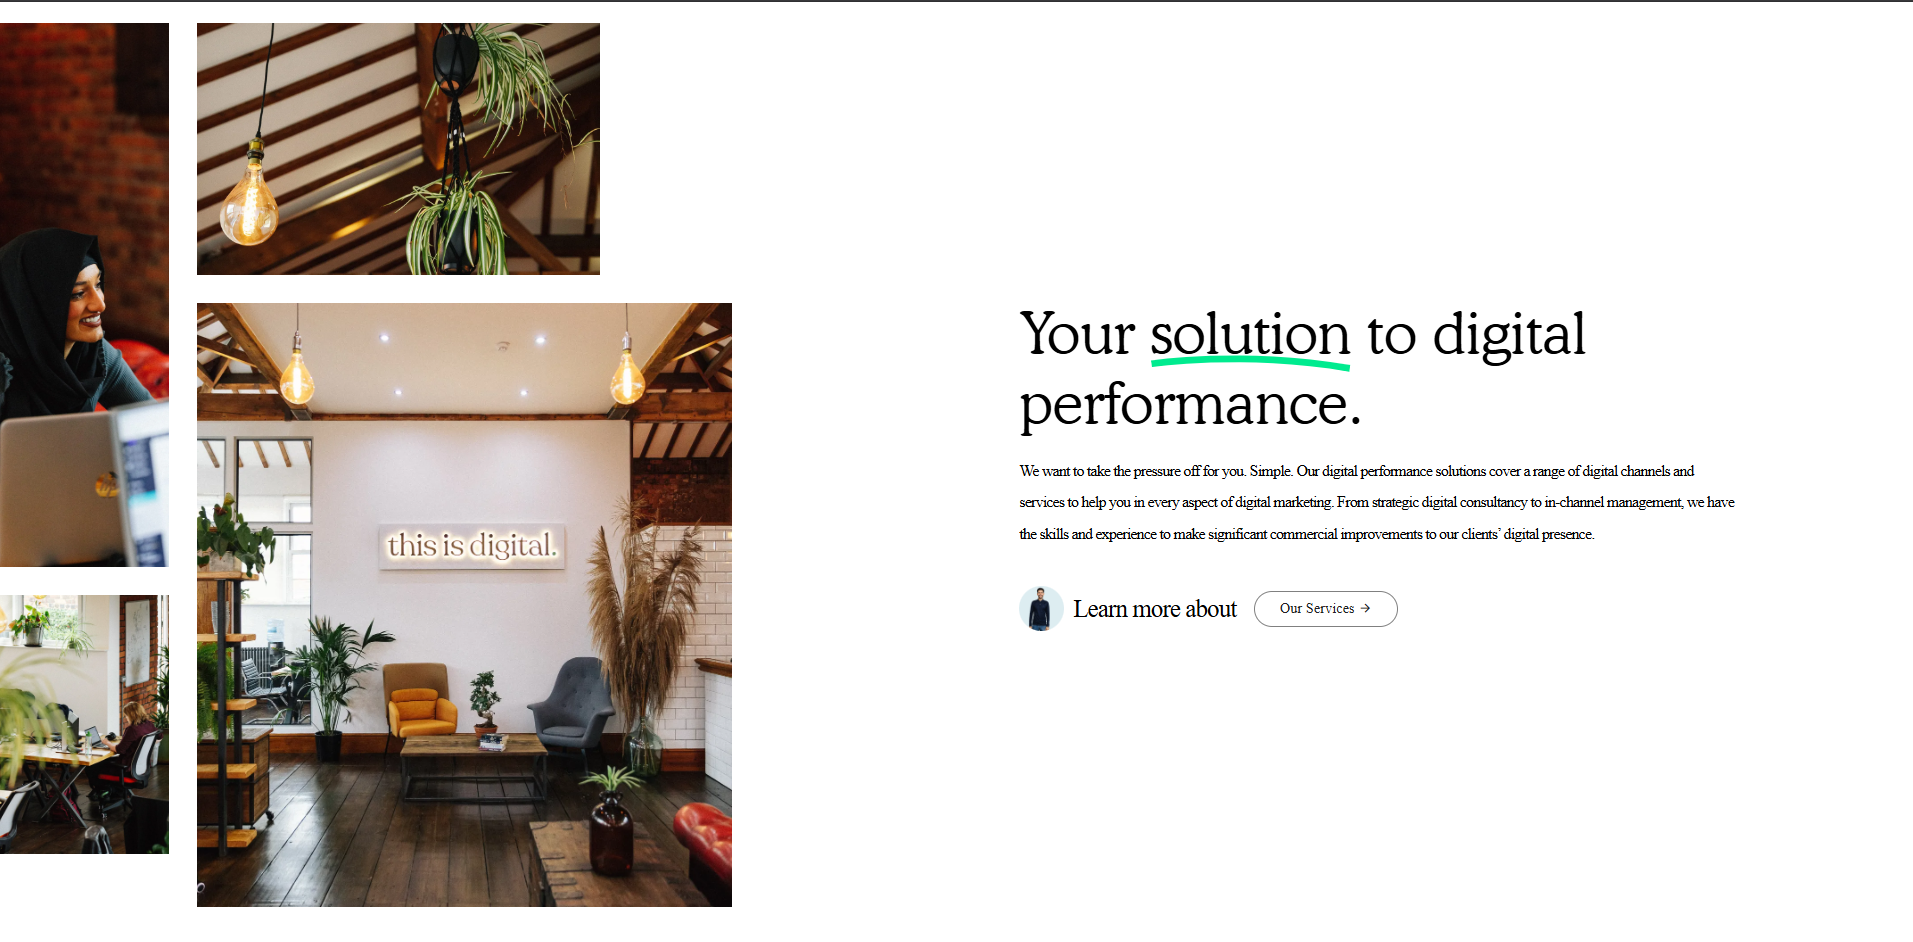 this is digital.
Your solution to digital
performance.
We want to take the pressure off for you. Simple. Our digital performance solutions cover a range of digital channels and
services to help you in every aspect of digital marketing. From strategic digital consultancy to in-channel management, we have
the skills and experience to make significant commercial improvements to our clients’ digital presence.
Learn more about
Our Services →